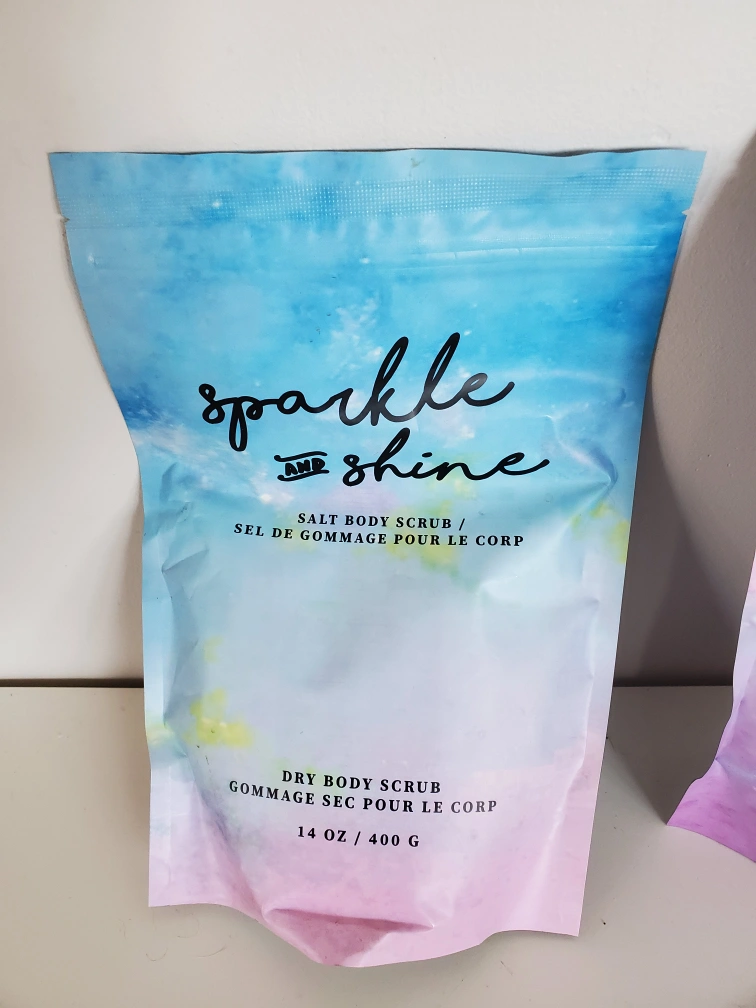 sparkle
AND shine
SALT BODY SCRUB /
SEL DE GOMMAGE POUR LE CORP
DRY BODY SCRUB
GOMMAGE SEC POUR LE CORP
14 OZ / 400 G